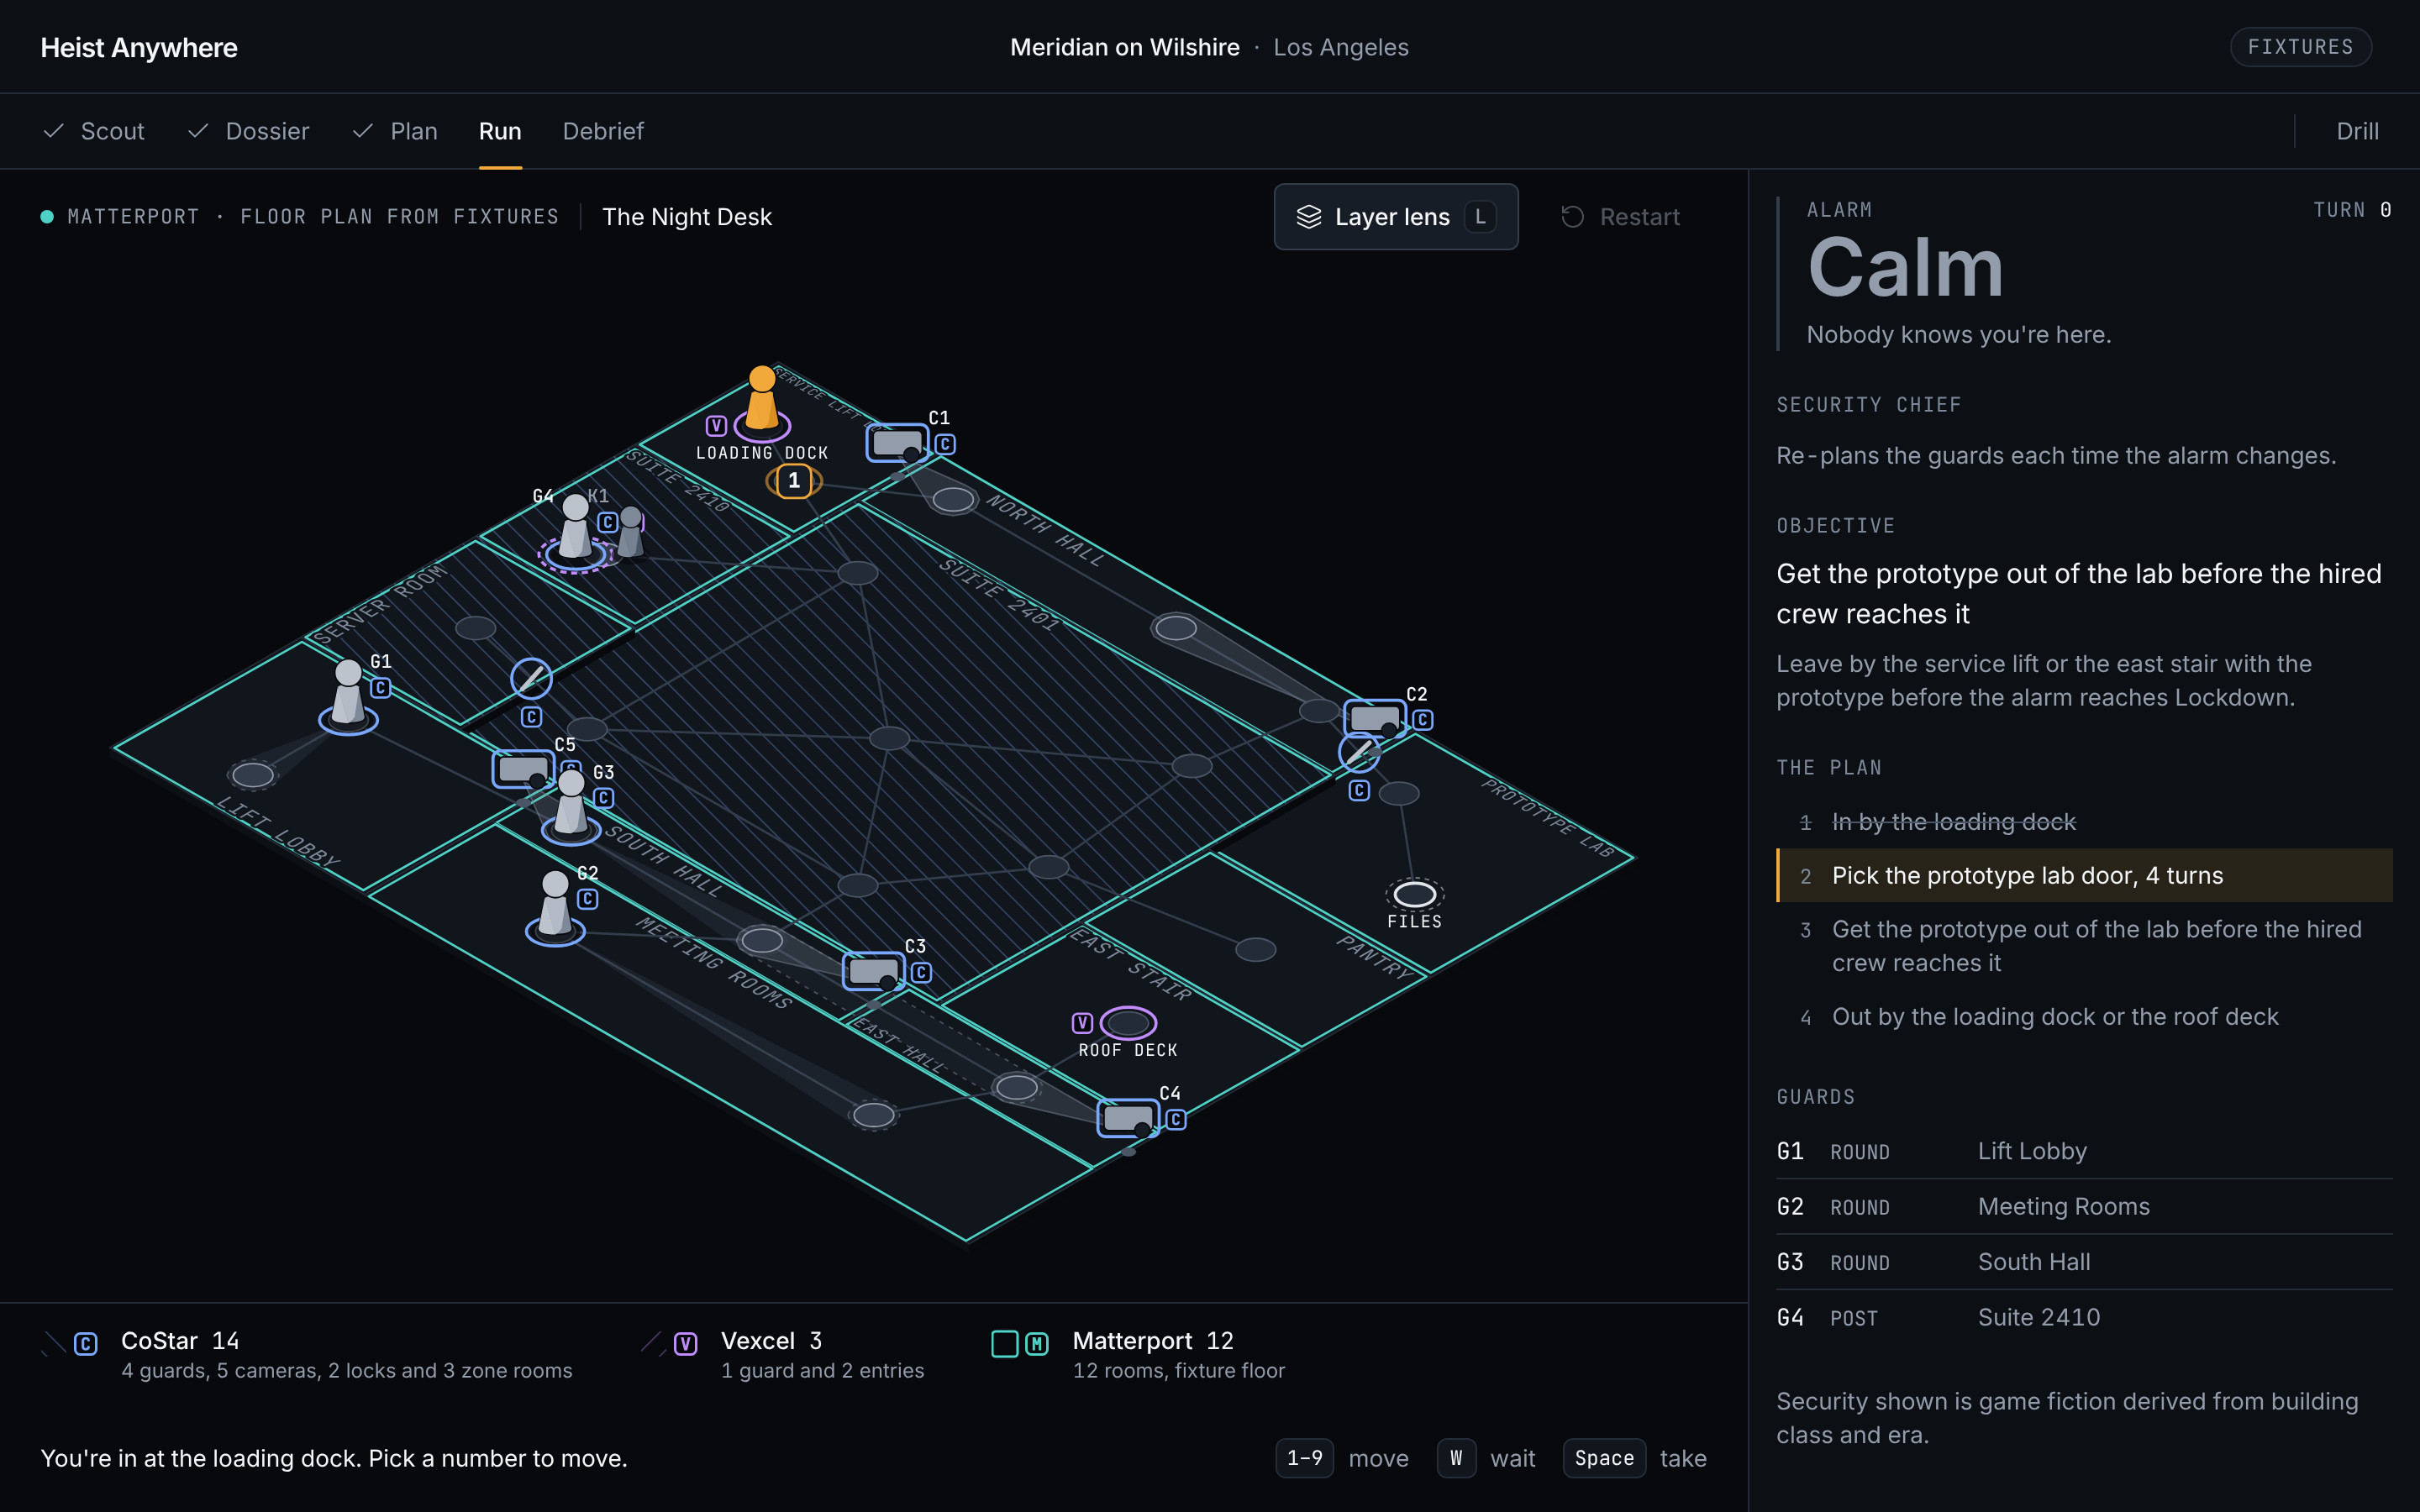 Heist Anywhere
Meridian on Wilshire · Los Angeles
FIXTURES
Scout
Dossier
Plan
Run
Debrief
Drill
MATTERPORT · FLOOR PLAN FROM FIXTURES
The Night Desk
Layer lens L
Restart
SERVICE LIFT
C1
C
V
LOADING DOCK
1
SUITE 2410
G4
K1
C
NORTH HALL
SUITE 2401
SERVER ROOM
G1
C
C
C2
C
C
C5
G3
C
PROTOTYPE LAB
LIFT LOBBY
SOUTH HALL
G2
C
FILES
MEETING ROOMS
C3
C
EAST STAIR
PANTRY
EAST HALL
V
ROOF DECK
C4
C
C CoStar 14
4 guards, 5 cameras, 2 locks and 3 zone rooms
V Vexcel 3
1 guard and 2 entries
M Matterport 12
12 rooms, fixture floor
You're in at the loading dock. Pick a number to move.
1–9 move
W wait
Space take
ALARM
TURN 0
Calm
Nobody knows you're here.
SECURITY CHIEF
Re-plans the guards each time the alarm changes.
OBJECTIVE
Get the prototype out of the lab before the hired
crew reaches it
Leave by the service lift or the east stair with the
prototype before the alarm reaches Lockdown.
THE PLAN
1 In by the loading dock
2 Pick the prototype lab door, 4 turns
3 Get the prototype out of the lab before the hired
crew reaches it
4 Out by the loading dock or the roof deck
GUARDS
G1 ROUND Lift Lobby
G2 ROUND Meeting Rooms
G3 ROUND South Hall
G4 POST Suite 2410
Security shown is game fiction derived from building
class and era.